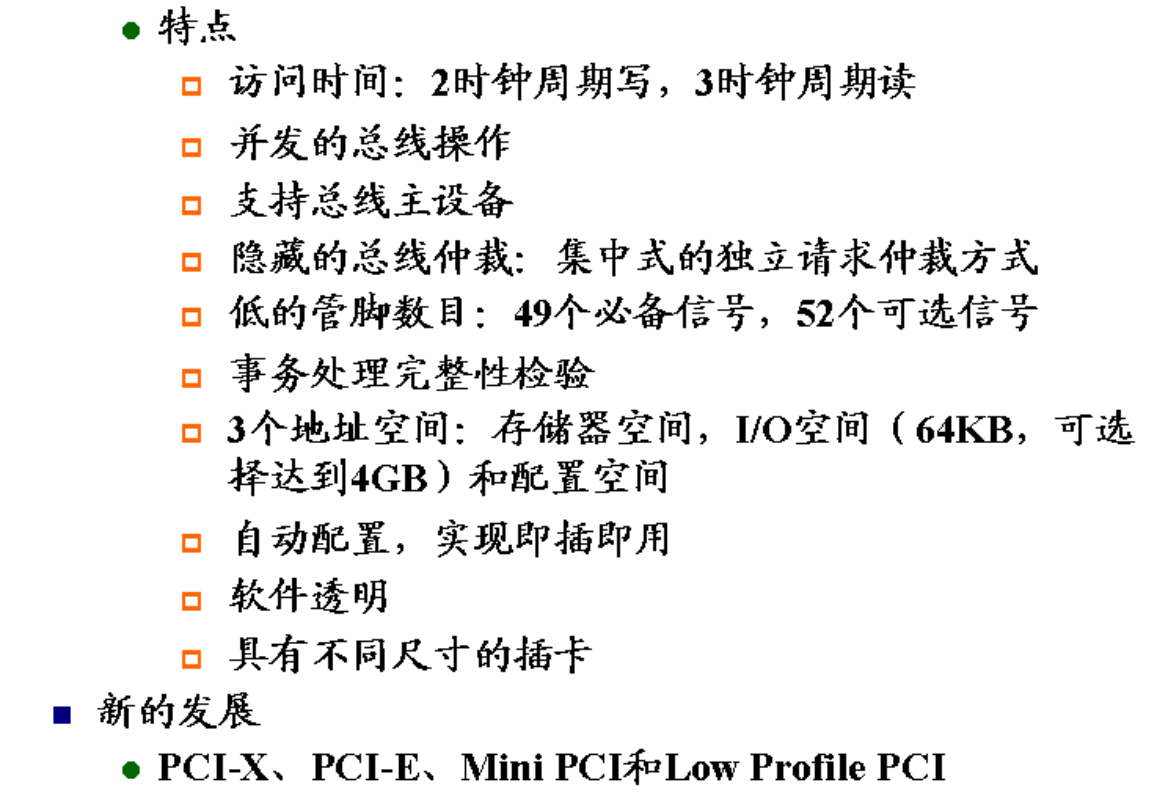 特点
访问时间：2时钟周期写，3时钟周期读
并发的总线操作
支持总线主设备
隐藏的总线仲裁：集中式的独立请求仲裁方式
低的管脚数目：49个必备信号，52个可选信号
事务处理完整性检验
3个地址空间：存储器空间，I/O空间（64KB，可选
择达到4GB）和配置空间
自动配置，实现即插即用
软件透明
具有不同尺寸的插卡
新的发展
PCI-X、PCI-E、Mini PCI和Low Profile PCI